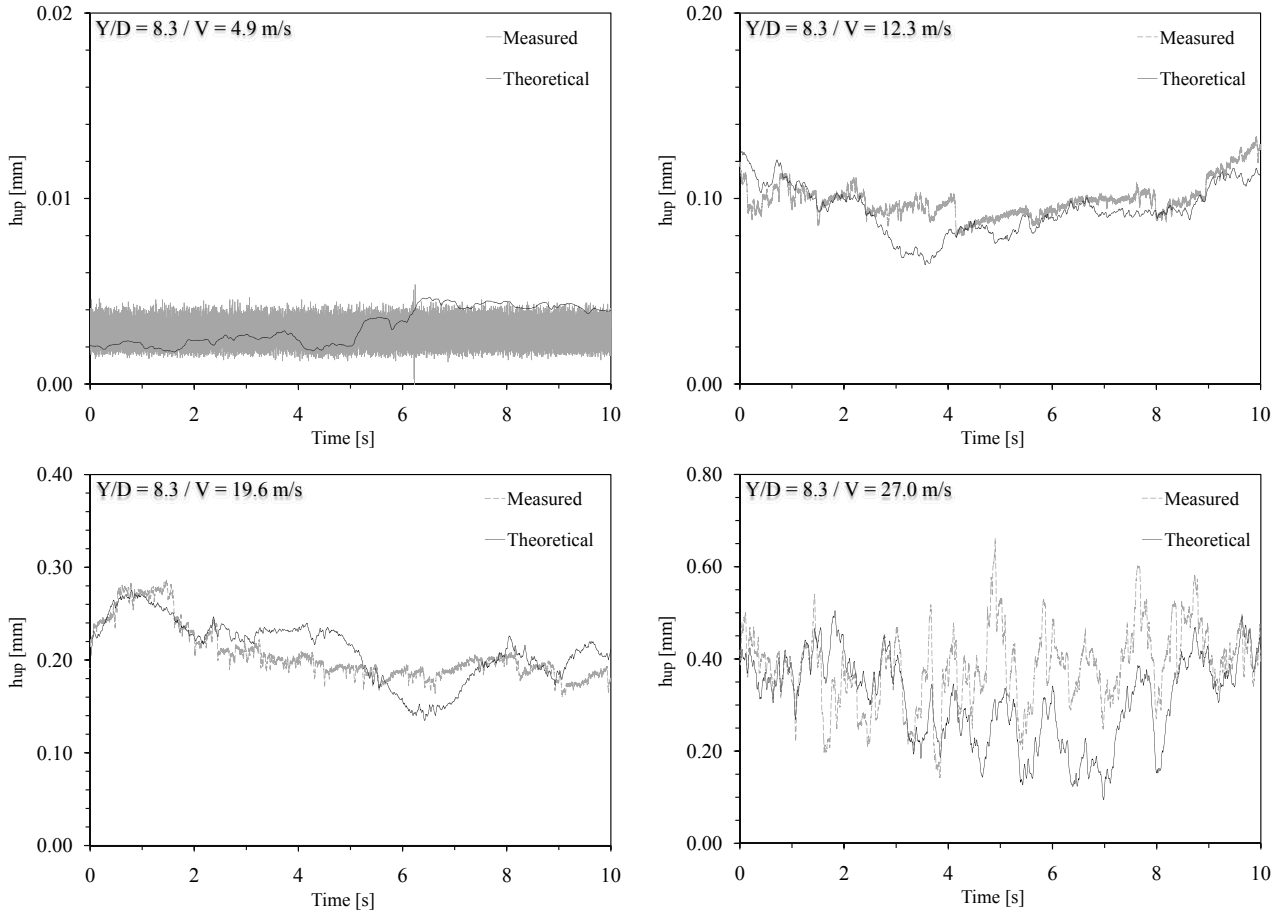 Y/D = 8.3 / V = 4.9 m/s
Measured
Theoretical
hup [mm]
0.02
0.01
0.00
0 2 4 6 8 10
Time [s]
Y/D = 8.3 / V = 12.3 m/s
Measured
Theoretical
hup [mm]
0.20
0.10
0.00
0 2 4 6 8 10
Time [s]
Y/D = 8.3 / V = 19.6 m/s
Measured
Theoretical
hup [mm]
0.40
0.30
0.20
0.10
0.00
0 2 4 6 8 10
Time [s]
Y/D = 8.3 / V = 27.0 m/s
Measured
Theoretical
hup [mm]
0.80
0.60
0.40
0.20
0.00
0 2 4 6 8 10
Time [s]